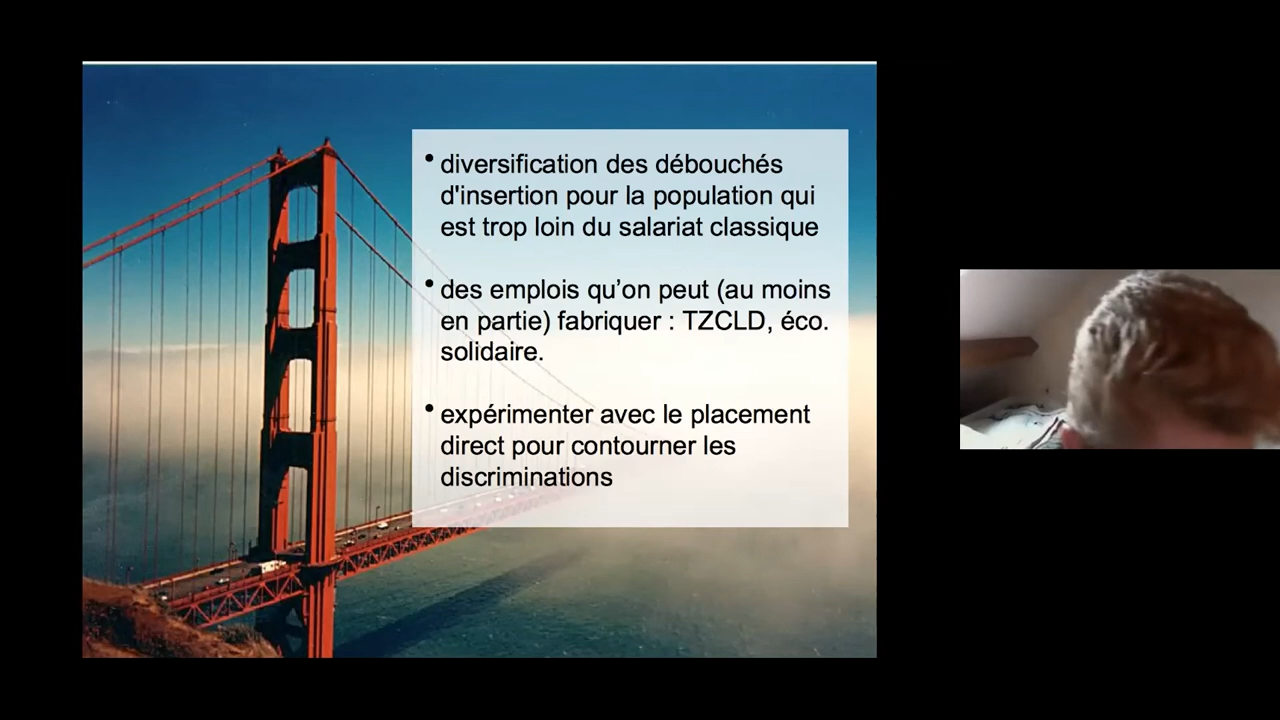 • diversification des débouchés
d'insertion pour la population qui
est trop loin du salariat classique
• des emplois qu’on peut (au moins
en partie) fabriquer : TZCLD, éco.
solidaire.
• expérimenter avec le placement
direct pour contourner les
discriminations